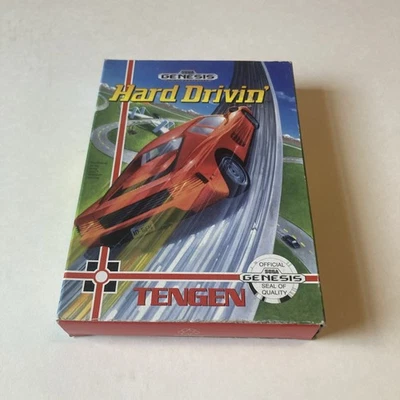 SEGA
GENESIS
Hard Drivin'
OFFICIAL
SEGA
GENESIS
SEAL OF
QUALITY
TENGEN